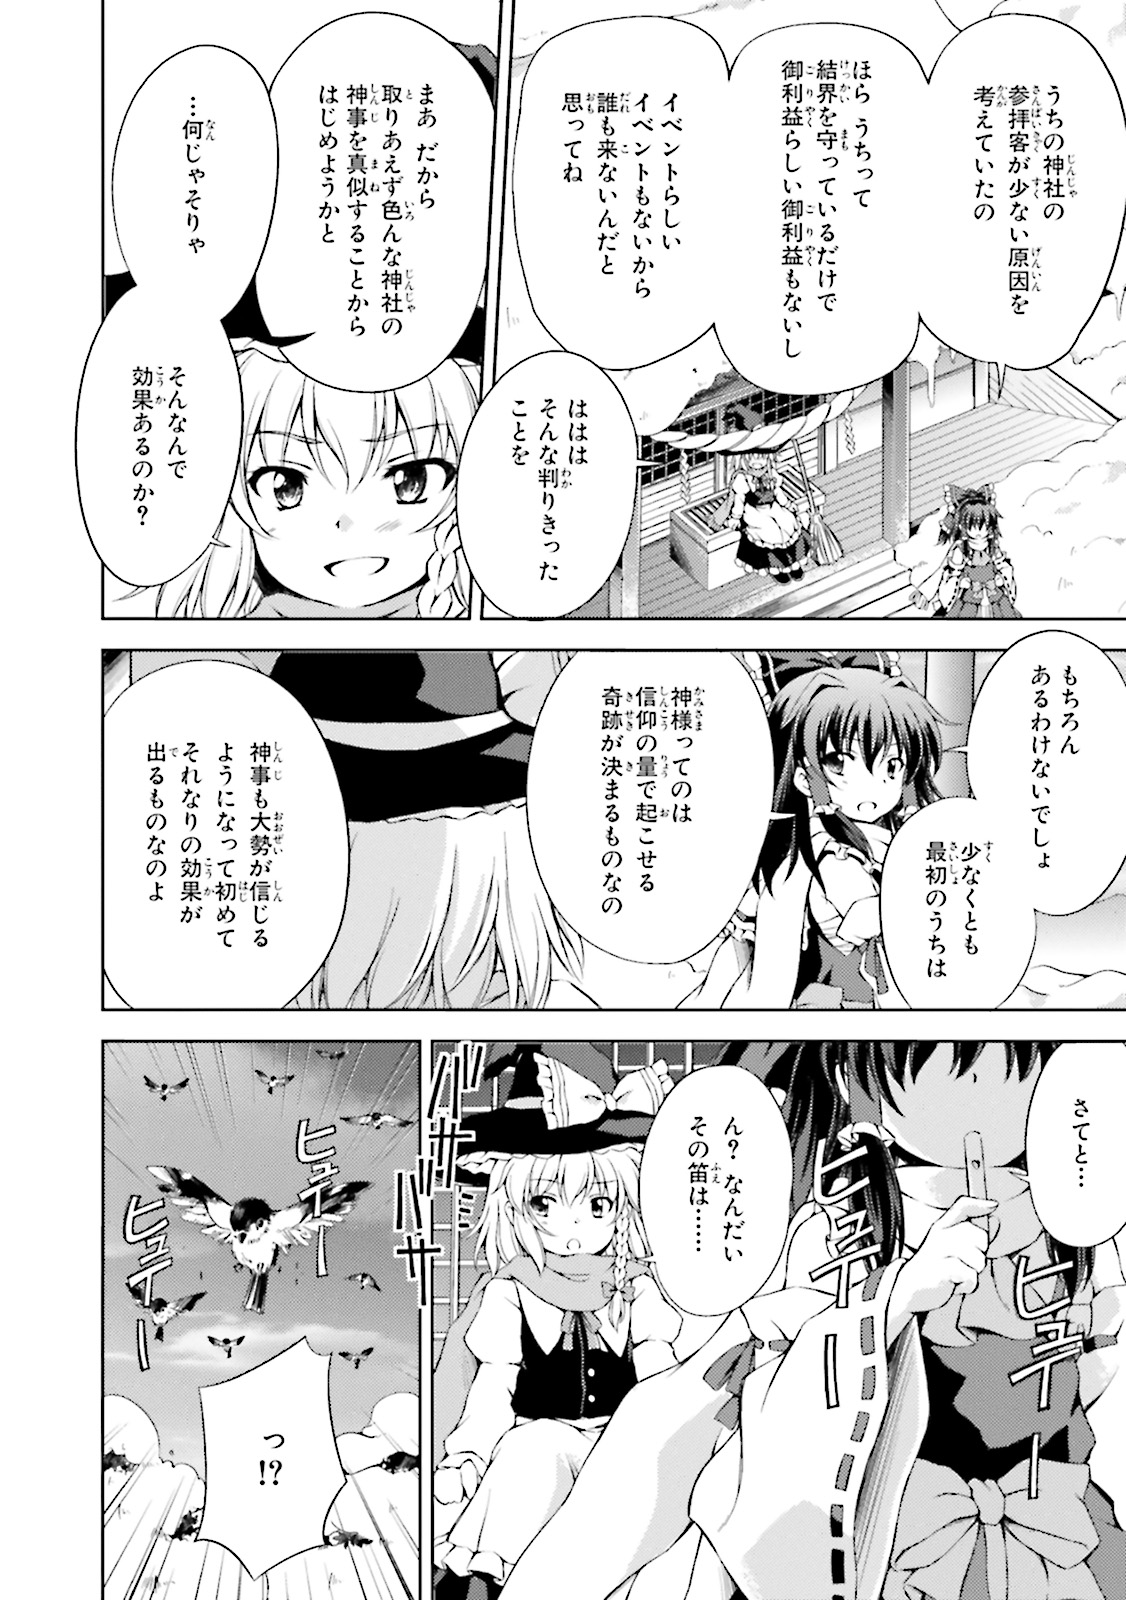 うちの神社の
参拝客が少ない原因を
考えていたの
ほら うちって
結界を守っているだけで
御利益らしい御利益もないし
イベントらしい
イベントもないから
誰も来ないんだと
思ってね
ははは
そんな判りきった
ことを
まあ だから
取りあえず色んな神社の
神事を真似することから
はじめようかと
…何じゃそりゃ
そんなんで
効果あるのか?
もちろん
あるわけないでしょ
少なくとも
最初のうちは
神様ってのは
信仰の量で起こせる
奇跡が決まるものなの
神事も大勢が信じる
ようになって初めて
それなりの効果が
出るものなのよ
さてと…
ヒュイー
ヒュイー
ん? なんだい
その笛は……
バササ
バサササ
ヒュイー
ヒュイー
っ!?